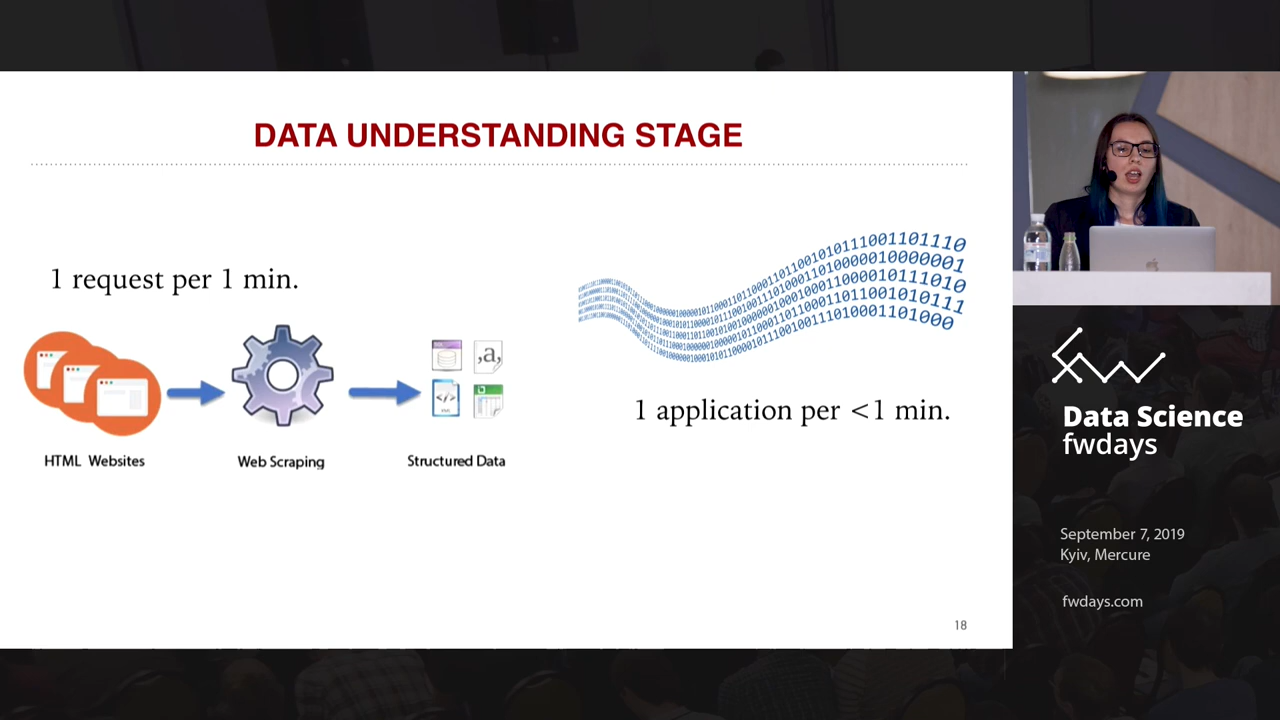 DATA UNDERSTANDING STAGE
1 request per 1 min.
HTML Websites
Web Scraping
,a,
</>
Structured Data
1 application per <1 min.
18
Data Science
fwdays
September 7, 2019
Kyiv, Mercure
fwdays.com